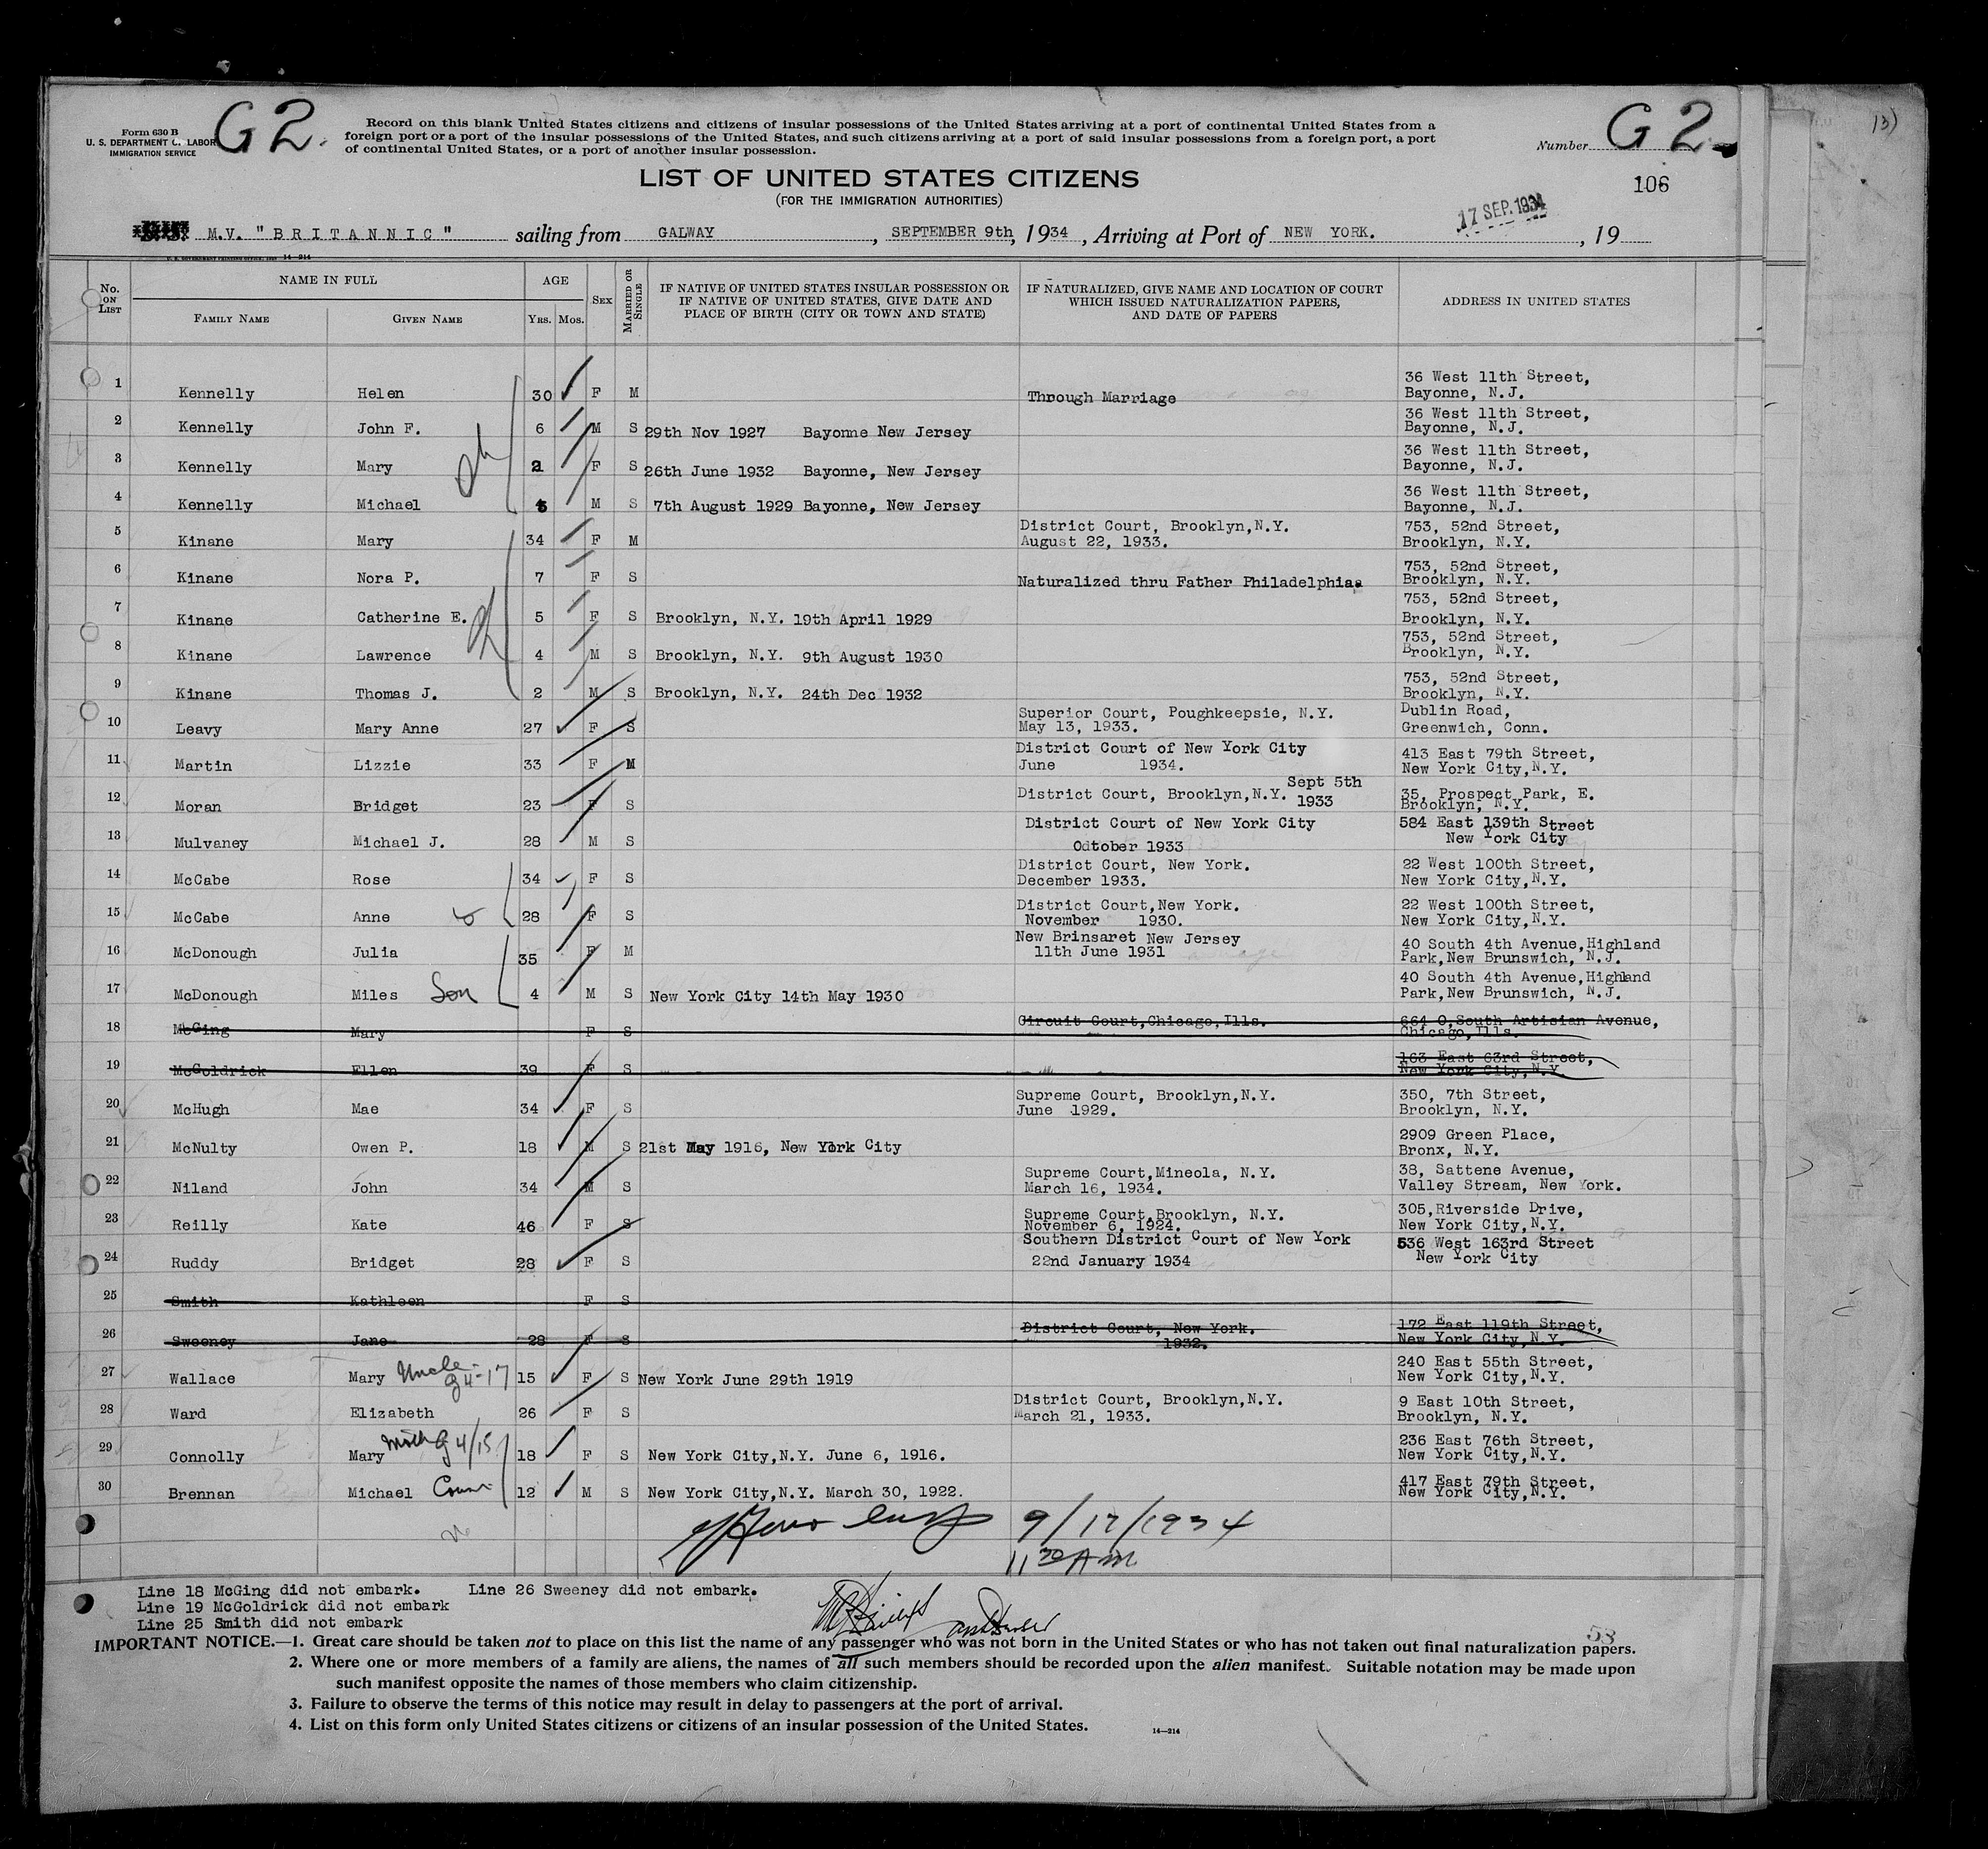 G2.
G2
13)
Form 630 B
U. S. DEPARTMENT O. LABOR
IMMIGRATION SERVICE
Record on this blank United States citizens and citizens of insular possessions of the United States arriving at a port of continental United States from a
foreign port or a port of the insular possessions of the United States, and such citizens arriving at a port of said insular possessions from a foreign port, a port
of continental United States, or a port of another insular possession.
Number
LIST OF UNITED STATES CITIZENS
(FOR THE IMMIGRATION AUTHORITIES)
106
17 SEP. 1934
M.V. "BRITANNIC" sailing from GALWAY, SEPTEMBER 9th, 1934, Arriving at Port of NEW YORK. , 19
14-214
No. ON LIST
NAME IN FULL
FAMILY NAME
GIVEN NAME
AGE
YRS. MOS.
SEX
MARRIED OR SINGLE
IF NATIVE OF UNITED STATES INSULAR POSSESSION OR
IF NATIVE OF UNITED STATES, GIVE DATE AND
PLACE OF BIRTH (CITY OR TOWN AND STATE)
IF NATURALIZED, GIVE NAME AND LOCATION OF COURT
WHICH ISSUED NATURALIZATION PAPERS,
AND DATE OF PAPERS
ADDRESS IN UNITED STATES
1 Kennelly Helen 30 F M Through Marriage 36 West 11th Street,
Bayonne, N.J.
2 Kennelly John F. 6 M S 29th Nov 1927 Bayonne New Jersey 36 West 11th Street,
Bayonne, N.J.
3 Kennelly Mary 2 F S 26th June 1932 Bayonne, New Jersey 36 West 11th Street,
Bayonne, N.J.
4 Kennelly Michael 5 M S 7th August 1929 Bayonne, New Jersey 36 West 11th Street,
Bayonne, N.J.
5 Kinane Mary 34 F M District Court, Brooklyn,N.Y. 753, 52nd Street,
August 22, 1933. Brooklyn, N.Y.
6 Kinane Nora P. 7 F S Naturalized thru Father Philadelphia 753, 52nd Street,
Brooklyn, N.Y.
7 Kinane Catherine E. 5 F S Brooklyn, N.Y. 19th April 1929 753, 52nd Street,
Brooklyn, N.Y.
8 Kinane Lawrence 4 M S Brooklyn, N.Y. 9th August 1930 753, 52nd Street,
Brooklyn, N.Y.
9 Kinane Thomas J. 2 M S Brooklyn, N.Y. 24th Dec 1932 753, 52nd Street,
Brooklyn, N.Y.
10 Leavy Mary Anne 27 F S Superior Court, Poughkeepsie, N.Y. Dublin Road,
May 13, 1933. Greenwich, Conn.
11 Martin Lizzie 33 F M District Court of New York City 413 East 79th Street,
June 1934. New York City,N.Y.
12 Moran Bridget 23 F S District Court, Brooklyn,N.Y. Sept 5th 1933 35, Prospect Park, E.
Brooklyn, N.Y.
13 Mulvaney Michael J. 28 M S District Court of New York City 584 East 139th Street
Odtober 1933 New York City
14 McCabe Rose 34 F S District Court, New York. 22 West 100th Street,
December 1933. New York City,N.Y.
15 McCabe Anne 28 F S District Court,New York. 22 West 100th Street,
November 1930. New York City,N.Y.
16 McDonough Julia 35 F M New Brinsaret New Jersey 40 South 4th Avenue,Highland
11th June 1931 Park,New Brunswich, N.J.
17 McDonough Miles Son 4 M S New York City 14th May 1930 40 South 4th Avenue,Highland
Park,New Brunswich, N.J.
18 McGing Mary F S Circuit Court,Chicago,Ills. 664 O,South Artisian Avenue,
Chicago,Ills.
19 McGoldrick Ellen 39 F S 163 East 63rd Street,
New York City,N.Y.
20 McHugh Mae 34 F S Supreme Court, Brooklyn,N.Y. 350, 7th Street,
June 1929. Brooklyn, N.Y.
21 McNulty Owen P. 18 M S 21st May 1916, New York City 2909 Green Place,
Bronx, N.Y.
22 Niland John 34 M S Supreme Court,Mineola, N.Y. 38, Sattene Avenue,
March 16, 1934. Valley Stream, New York.
23 Reilly Kate 46 F S Supreme Court,Brooklyn, N.Y. 305,Riverside Drive,
November 6, 1924. New York City,N.Y.
24 Ruddy Bridget 28 F S Southern District Court of New York 536 West 163rd Street
22nd January 1934 New York City
25 Smith Kathleen F S
26 Sweeney Jane 28 F S District Court, New York. 172 East 119th Street,
1932. New York City,N.Y.
27 Wallace Mary Uncle G4-17 15 F S New York June 29th 1919 240 East 55th Street,
New York City,N.Y.
28 Ward Elizabeth 26 F S District Court, Brooklyn,N.Y. 9 East 10th Street,
March 21, 1933. Brooklyn, N.Y.
29 Connolly Mary G4/15 18 F S New York City,N.Y. June 6, 1916. 236 East 76th Street,
New York City,N.Y.
30 Brennan Michael 12 M S New York City,N.Y. March 30, 1922. 417 East 79th Street,
New York City,N.Y.
9/17/1934
11 30 AM
Line 18 McGing did not embark. Line 26 Sweeney did not embark.
Line 19 McGoldrick did not embark
Line 25 Smith did not embark
53
IMPORTANT NOTICE.—1. Great care should be taken not to place on this list the name of any passenger who was not born in the United States or who has not taken out final naturalization papers.
2. Where one or more members of a family are aliens, the names of all such members should be recorded upon the alien manifest. Suitable notation may be made upon
such manifest opposite the names of those members who claim citizenship.
3. Failure to observe the terms of this notice may result in delay to passengers at the port of arrival.
4. List on this form only United States citizens or citizens of an insular possession of the United States.
14—214